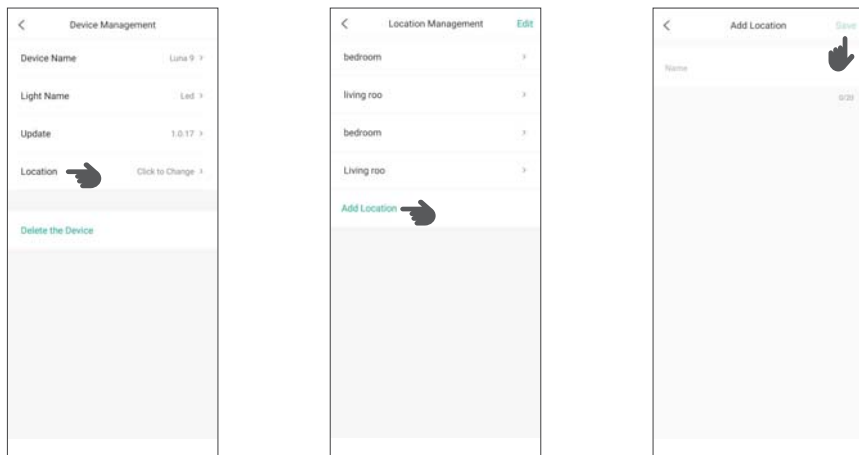 Device Management
Device Name Luna 9
Light Name Led
Update 1.0.17
Location Click to Change
Delete the Device
Location Management Edit
bedroom
living roo
bedroom
Living roo
Add Location
Add Location Save
Name
0/20